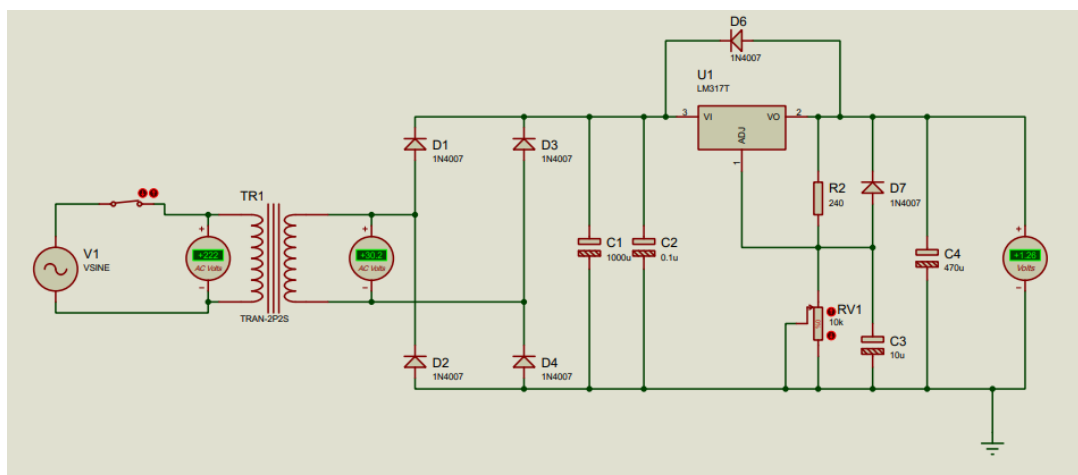 D6
1N4007
U1
LM317T
3
VI
VO
2
ADJ
1
D1
1N4007
D3
1N4007
TR1
R2
240
D7
1N4007
V1
VSINE
+222
AC Volts
+30.2
AC Volts
C1
1000u
C2
0.1u
C4
470u
+1.26
Volts
TRAN-2P2S
RV1
10k
C3
10u
D2
1N4007
D4
1N4007